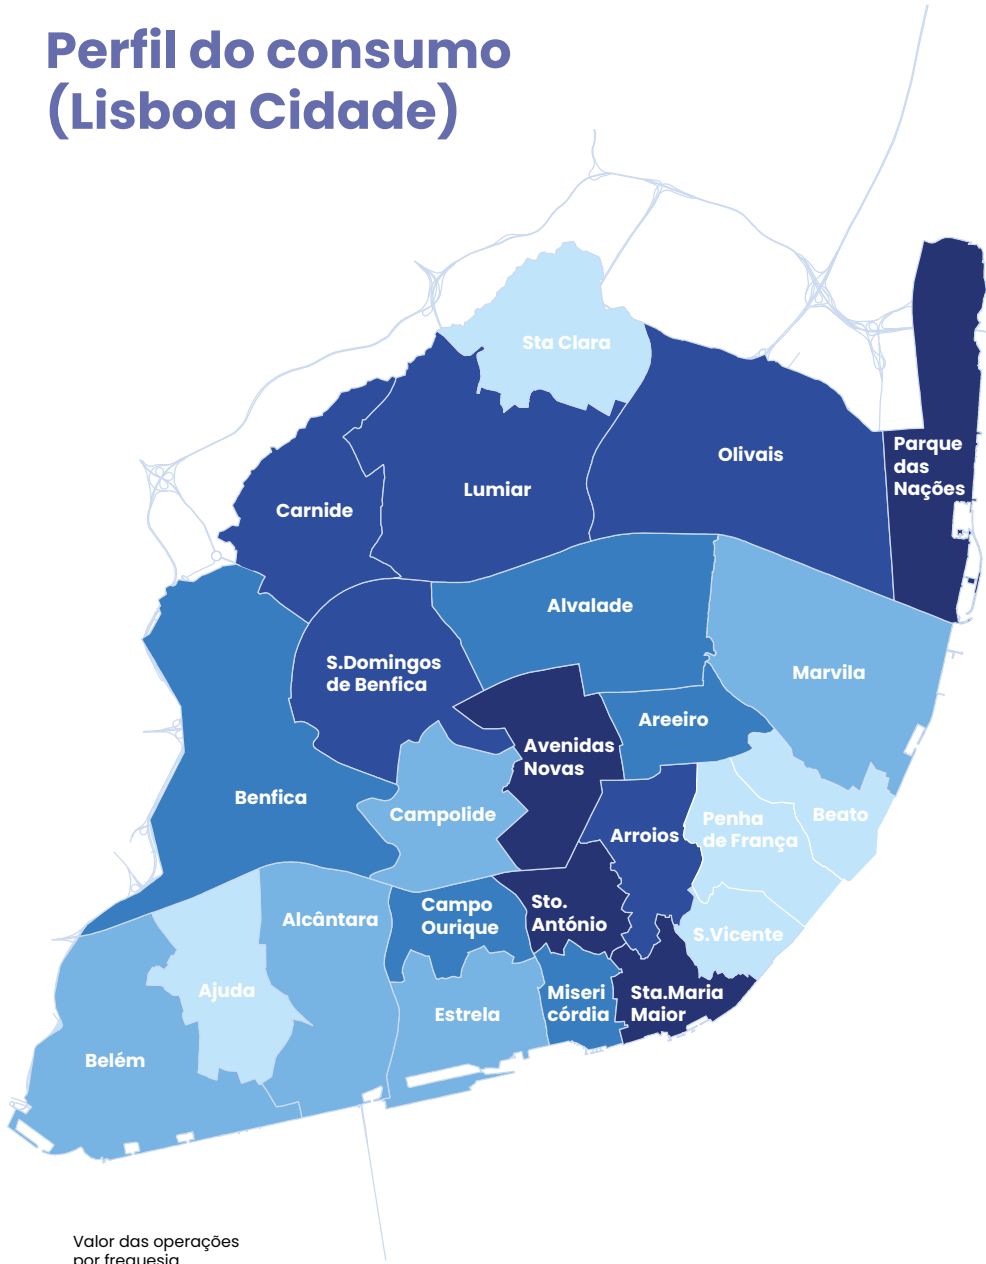 Perfil do consumo
(Lisboa Cidade)
Sta Clara
Olivais
Parque
das
Nações
Lumiar
Carnide
Alvalade
S.Domingos
de Benfica
Marvila
Areeiro
Avenidas
Novas
Benfica
Campolide
Arroios
Penha
de França
Beato
Campo
Ourique
Sto.
António
Alcântara
S.Vicente
Ajuda
Miseri
córdia
Sta.Maria
Maior
Estrela
Belém
Valor das operações
por freguesia